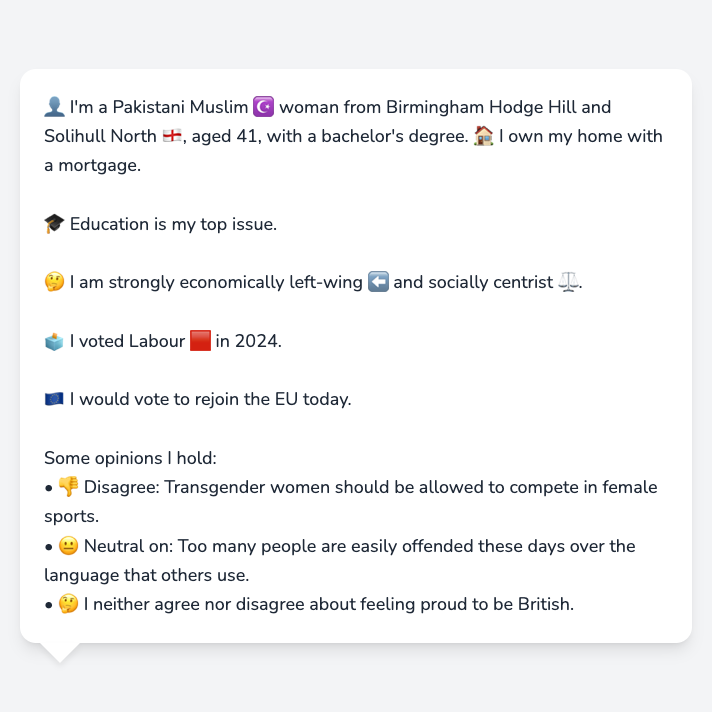 👤 I'm a Pakistani Muslim ☪️ woman from Birmingham Hodge Hill and
Solihull North 🏴󠁧󠁢󠁥󠁮󠁧󠁿, aged 41, with a bachelor's degree. 🏠 I own my home with
a mortgage.
🎓 Education is my top issue.
🤔 I am strongly economically left-wing ⬅️ and socially centrist ⚖️.
🗳️ I voted Labour 🟥 in 2024.
🇪🇺 I would vote to rejoin the EU today.
Some opinions I hold:
• 👎 Disagree: Transgender women should be allowed to compete in female
sports.
• 😐 Neutral on: Too many people are easily offended these days over the
language that others use.
• 🤔 I neither agree nor disagree about feeling proud to be British.